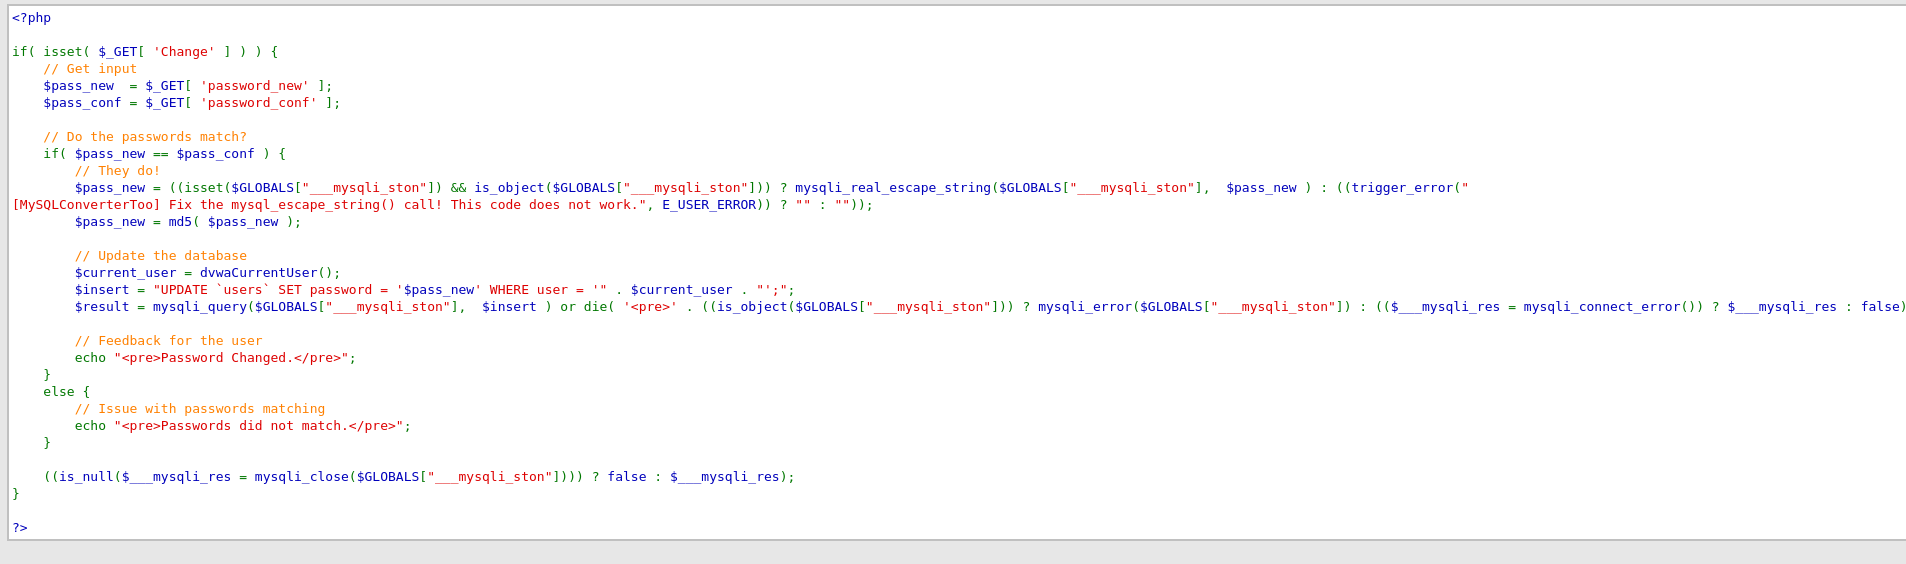 <?php

if( isset( $_GET[ 'Change' ] ) ) {
    // Get input
    $pass_new  = $_GET[ 'password_new' ];
    $pass_conf = $_GET[ 'password_conf' ];

    // Do the passwords match?
    if( $pass_new == $pass_conf ) {
        // They do!
        $pass_new = ((isset($GLOBALS["___mysqli_ston"]) && is_object($GLOBALS["___mysqli_ston"])) ? mysqli_real_escape_string($GLOBALS["___mysqli_ston"],  $pass_new ) : ((trigger_error("
[MySQLConverterToo] Fix the mysql_escape_string() call! This code does not work.", E_USER_ERROR)) ? "" : ""));
        $pass_new = md5( $pass_new );

        // Update the database
        $current_user = dvwaCurrentUser();
        $insert = "UPDATE `users` SET password = '$pass_new' WHERE user = '" . $current_user . "';";
        $result = mysqli_query($GLOBALS["___mysqli_ston"],  $insert ) or die( '<pre>' . ((is_object($GLOBALS["___mysqli_ston"])) ? mysqli_error($GLOBALS["___mysqli_ston"]) : (($___mysqli_res = mysqli_connect_error()) ? $___mysqli_res : false)

        // Feedback for the user
        echo "<pre>Password Changed.</pre>";
    }
    else {
        // Issue with passwords matching
        echo "<pre>Passwords did not match.</pre>";
    }

    ((is_null($___mysqli_res = mysqli_close($GLOBALS["___mysqli_ston"]))) ? false : $___mysqli_res);
}

?>